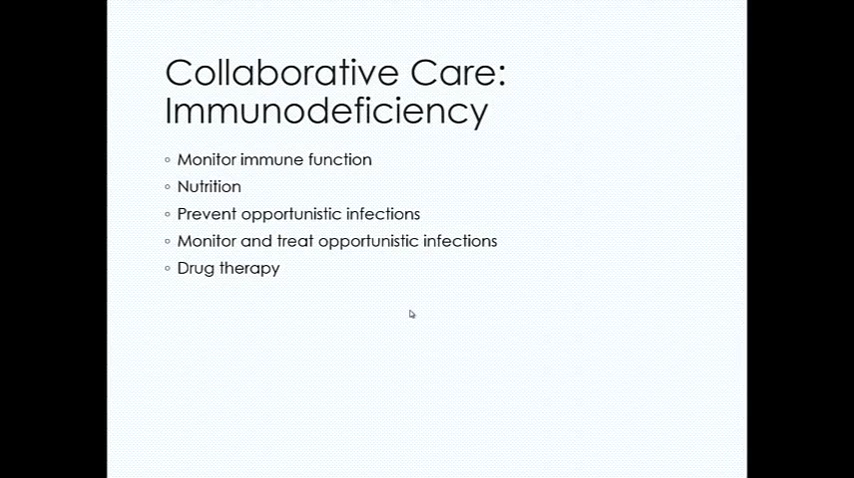 Collaborative Care:
Immunodeficiency
◦ Monitor immune function
◦ Nutrition
◦ Prevent opportunistic infections
◦ Monitor and treat opportunistic infections
◦ Drug therapy